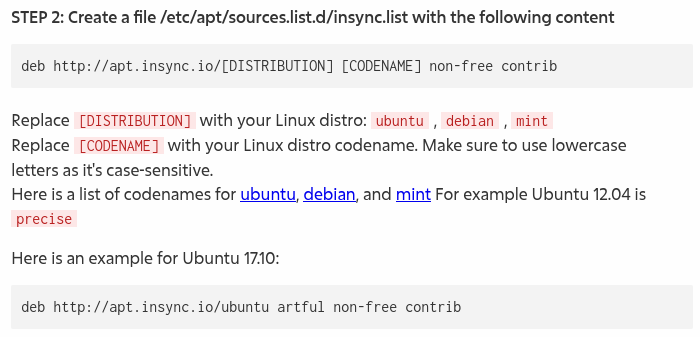 STEP 2: Create a file /etc/apt/sources.list.d/insync.list with the following content
deb http://apt.insync.io/[DISTRIBUTION] [CODENAME] non-free contrib
Replace [DISTRIBUTION] with your Linux distro: ubuntu , debian , mint
Replace [CODENAME] with your Linux distro codename. Make sure to use lowercase
letters as it's case-sensitive.
Here is a list of codenames for ubuntu, debian, and mint For example Ubuntu 12.04 is
precise
Here is an example for Ubuntu 17.10:
deb http://apt.insync.io/ubuntu artful non-free contrib